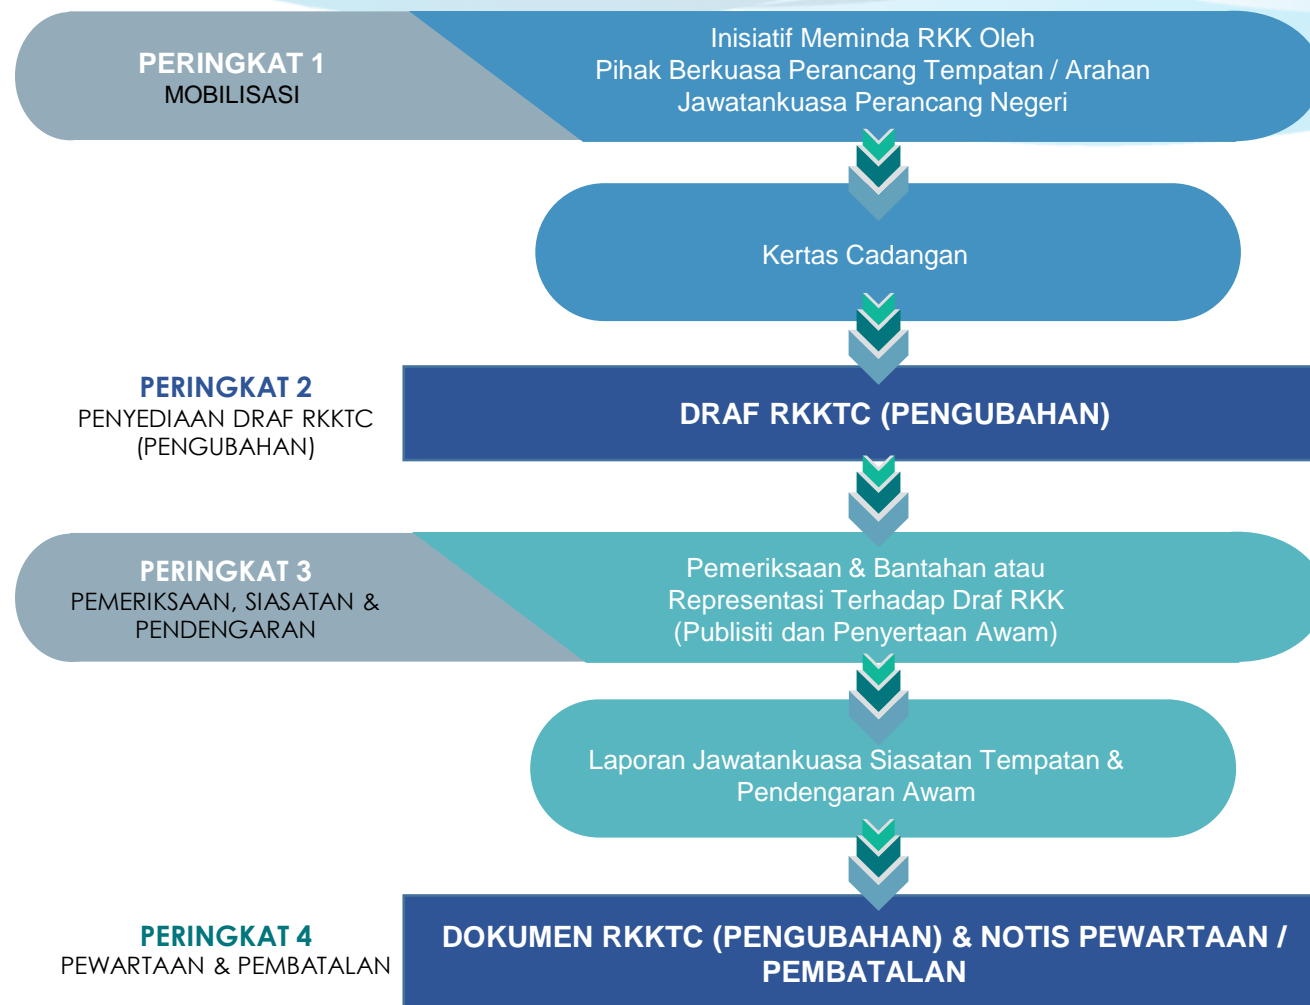 PERINGKAT 1
MOBILISASI
Inisiatif Meminda RKK Oleh
Pihak Berkuasa Perancang Tempatan / Arahan
Jawatankuasa Perancang Negeri
Kertas Cadangan
PERINGKAT 2
PENYEDIAAN DRAF RKKTC
(PENGUBAHAN)
DRAF RKKTC (PENGUBAHAN)
PERINGKAT 3
PEMERIKSAAN, SIASATAN &
PENDENGARAN
Pemeriksaan & Bantahan atau
Representasi Terhadap Draf RKK
(Publisiti dan Penyertaan Awam)
Laporan Jawatankuasa Siasatan Tempatan &
Pendengaran Awam
PERINGKAT 4
PEWARTAAN & PEMBATALAN
DOKUMEN RKKTC (PENGUBAHAN) & NOTIS PEWARTAAN /
PEMBATALAN